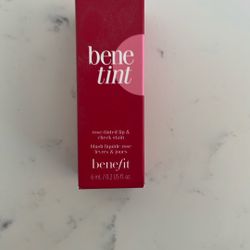 bene
tint
rose-tinted lip &
cheek stain
blush liquide rose
lèvres & joues
benefit
6 mL / 0.2 US fl. oz.